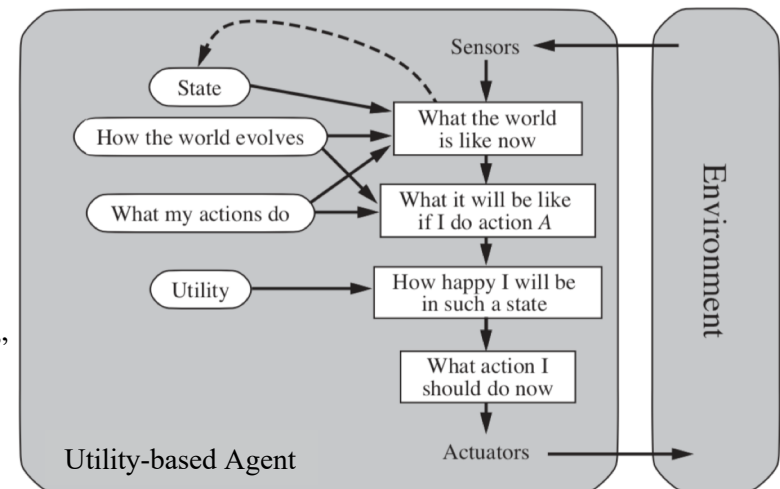 Sensors
State
What the world
is like now
How the world evolves
What it will be like
if I do action A
What my actions do
How happy I will be
in such a state
Utility
,,
What action I
should do now
Actuators
Utility-based Agent
Environment